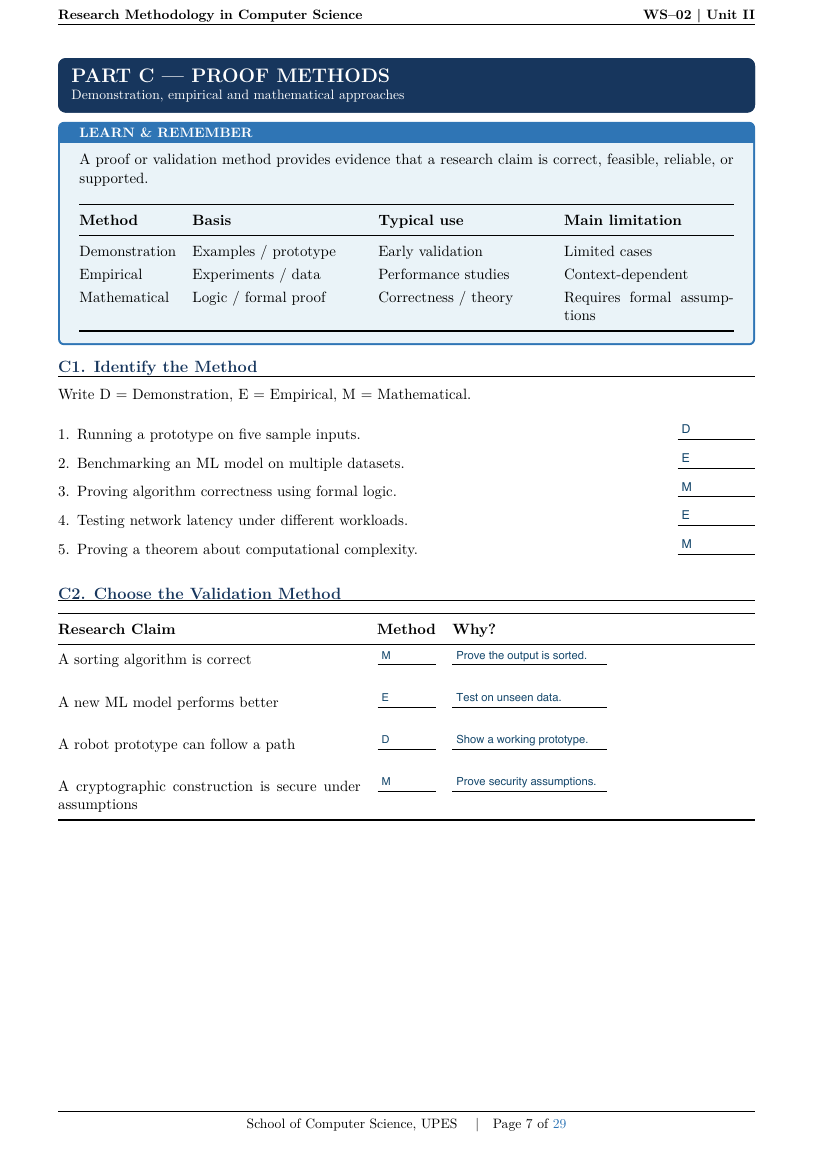 Research Methodology in Computer Science WS–02 | Unit II
PART C — PROOF METHODS
Demonstration, empirical and mathematical approaches
LEARN & REMEMBER
A proof or validation method provides evidence that a research claim is correct, feasible, reliable, or
supported.
Method Basis Typical use Main limitation
Demonstration Examples / prototype Early validation Limited cases
Empirical Experiments / data Performance studies Context-dependent
Mathematical Logic / formal proof Correctness / theory Requires formal assump-
tions
C1. Identify the Method
Write D = Demonstration, E = Empirical, M = Mathematical.
1. Running a prototype on five sample inputs. D
2. Benchmarking an ML model on multiple datasets. E
3. Proving algorithm correctness using formal logic. M
4. Testing network latency under different workloads. E
5. Proving a theorem about computational complexity. M
C2. Choose the Validation Method
Research Claim Method Why?
A sorting algorithm is correct M Prove the output is sorted.
A new ML model performs better E Test on unseen data.
A robot prototype can follow a path D Show a working prototype.
A cryptographic construction is secure under M Prove security assumptions.
assumptions
School of Computer Science, UPES | Page 7 of 29